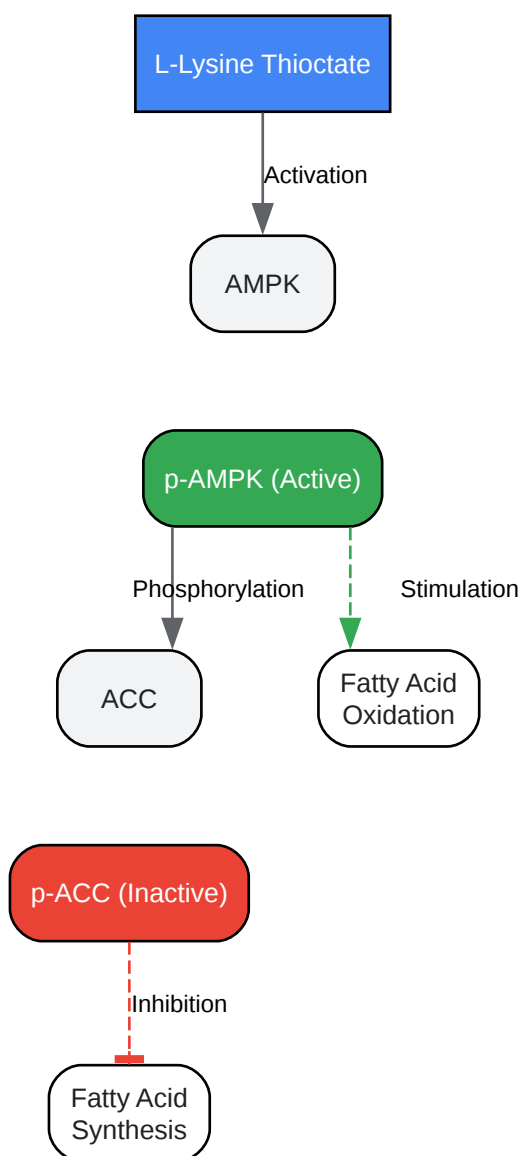 L-Lysine Thioctate
Activation
AMPK
p-AMPK (Active)
Phosphorylation
Stimulation
ACC
Fatty Acid
Oxidation
p-ACC (Inactive)
Inhibition
Fatty Acid
Synthesis